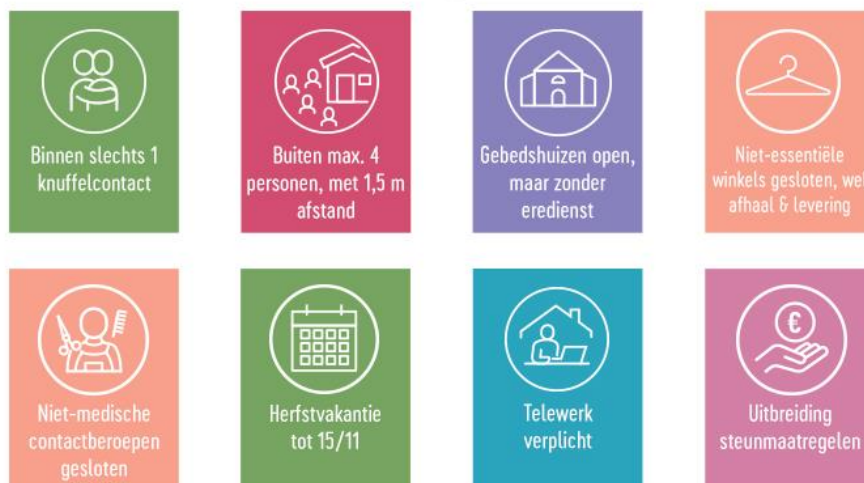 Binnen slechts 1
knuffelcontact
Buiten max. 4
personen, met 1,5 m
afstand
Gebedshuizen open,
maar zonder
eredienst
Niet-essentiële
winkels gesloten, wel
afhaal & levering
Niet-medische
contactberoepen
gesloten
Herfstvakantie
tot 15/11
Telewerk
verplicht
€
Uitbreiding
steunmaatregelen